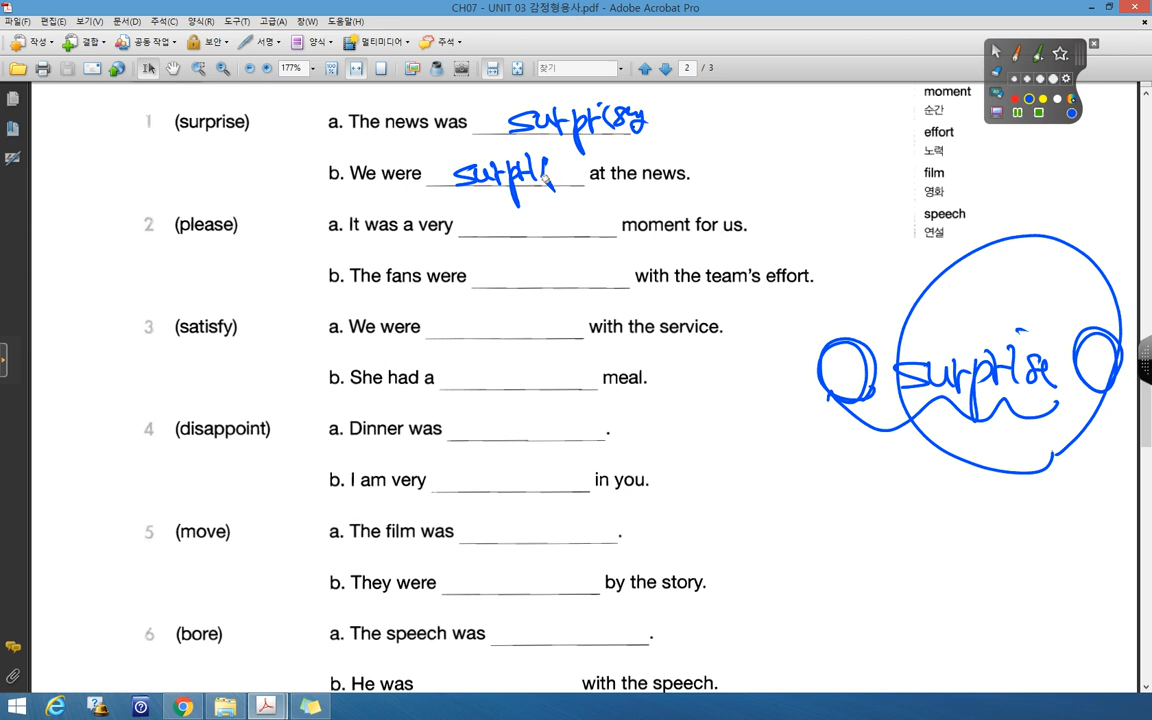 CH07 - UNIT 03 감정형용사.pdf - Adobe Acrobat Pro
파일(F) 편집(E) 보기(V) 문서(D) 주석(C) 양식(R) 도구(T) 고급(A) 창(W) 도움말(H)
작성 결합 공동 작업 보안 서명 양식 멀티미디어 주석
177% 찾기 2 / 3
1 (surprise) a. The news was surprisg
b. We were surpri at the news.
2 (please) a. It was a very moment for us.
b. The fans were with the team's effort.
3 (satisfy) a. We were with the service.
b. She had a meal.
4 (disappoint) a. Dinner was .
b. I am very in you.
5 (move) a. The film was .
b. They were by the story.
6 (bore) a. The speech was .
b. He was with the speech.
moment
순간
effort
노력
film
영화
speech
연설
surprise